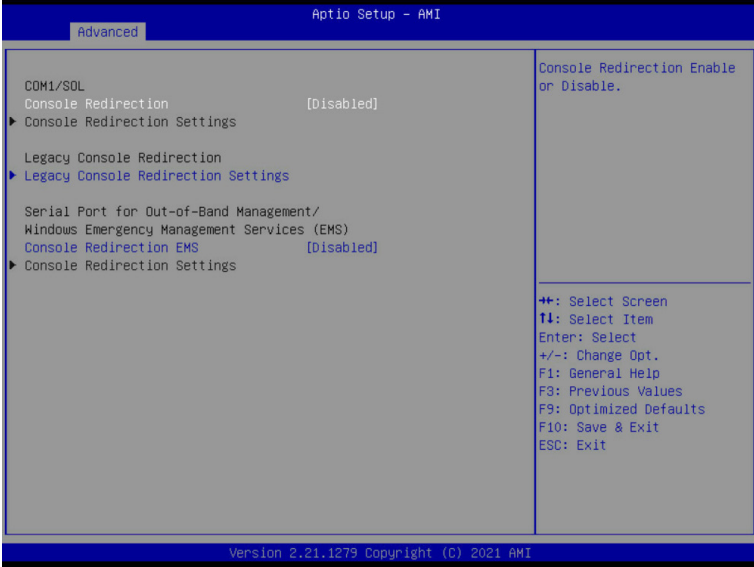 Aptio Setup – AMI
Advanced
COM1/SOL
Console Redirection [Disabled]
▶ Console Redirection Settings
Legacy Console Redirection
▶ Legacy Console Redirection Settings
Serial Port for Out-of-Band Management/
Windows Emergency Management Services (EMS)
Console Redirection EMS [Disabled]
▶ Console Redirection Settings
Console Redirection Enable
or Disable.
→←: Select Screen
↑↓: Select Item
Enter: Select
+/-: Change Opt.
F1: General Help
F3: Previous Values
F9: Optimized Defaults
F10: Save & Exit
ESC: Exit
Version 2.21.1279 Copyright (C) 2021 AMI